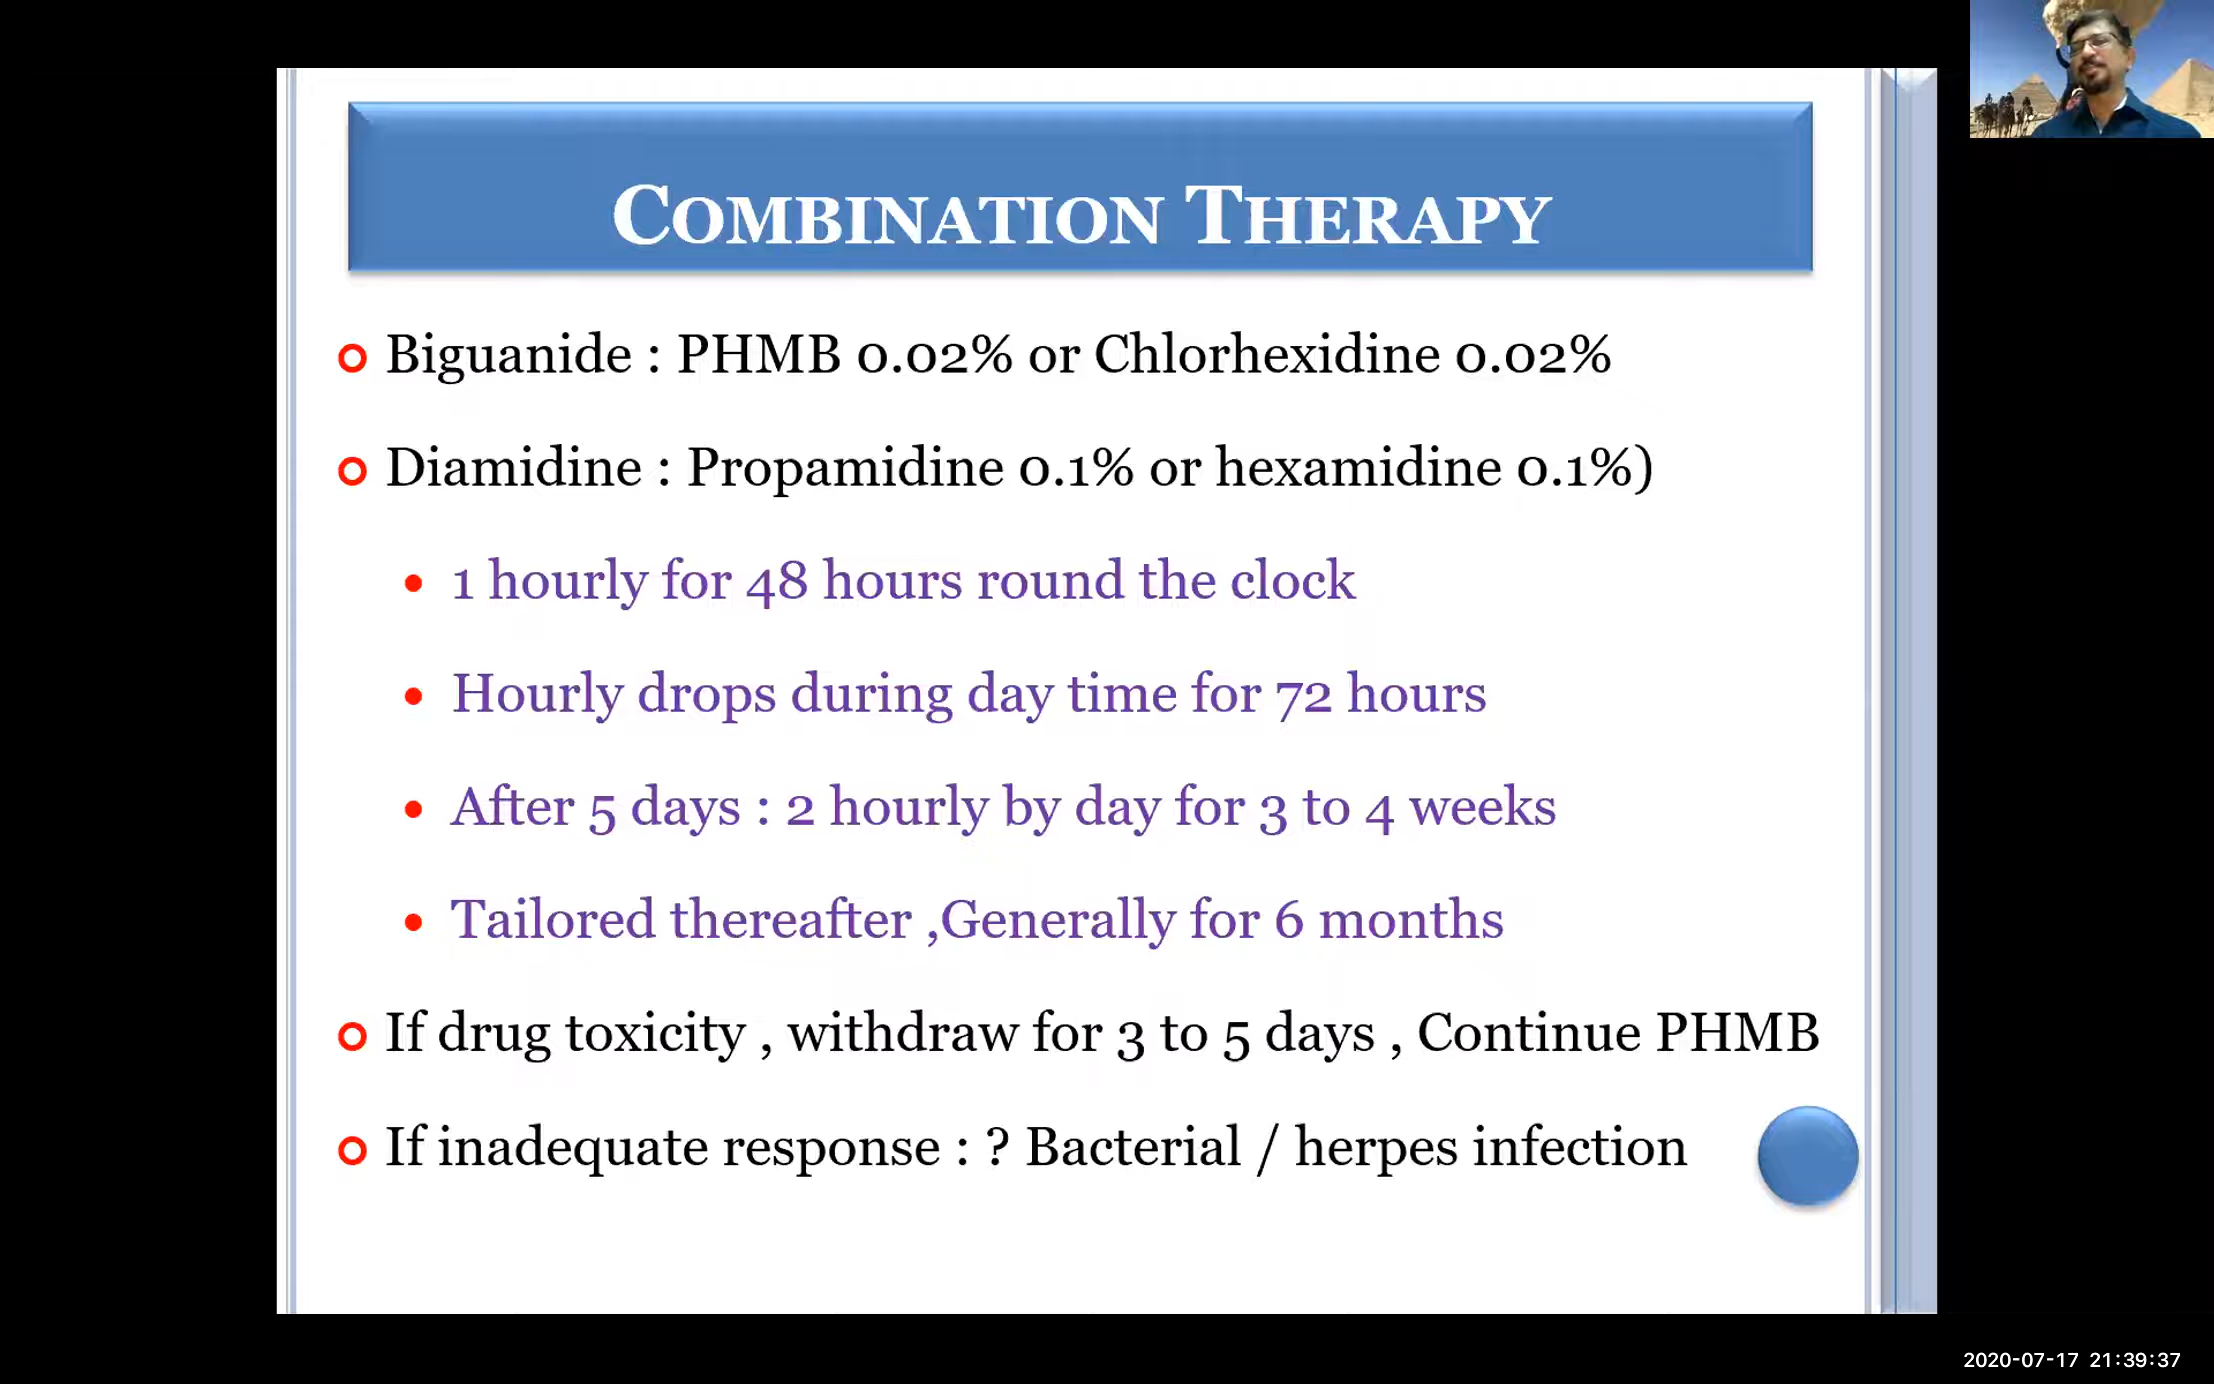 COMBINATION THERAPY
Biguanide : PHMB 0.02% or Chlorhexidine 0.02%
Diamidine : Propamidine 0.1% or hexamidine 0.1%)
1 hourly for 48 hours round the clock
Hourly drops during day time for 72 hours
After 5 days : 2 hourly by day for 3 to 4 weeks
Tailored thereafter ,Generally for 6 months
If drug toxicity , withdraw for 3 to 5 days , Continue PHMB
If inadequate response : ? Bacterial / herpes infection
2020-07-17 21:39:37